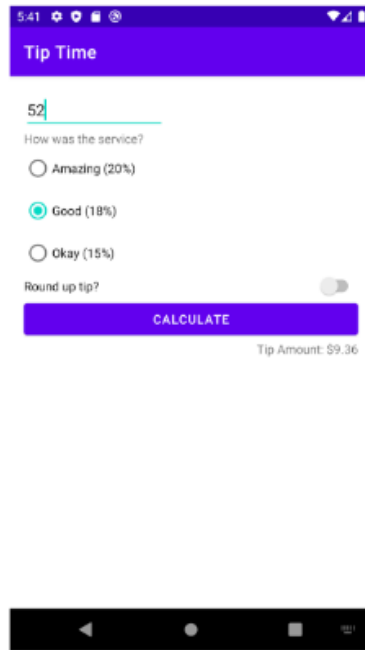 5:41
Tip Time
52
How was the service?
Amazing (20%)
Good (18%)
Okay (15%)
Round up tip?
CALCULATE
Tip Amount: $9.36